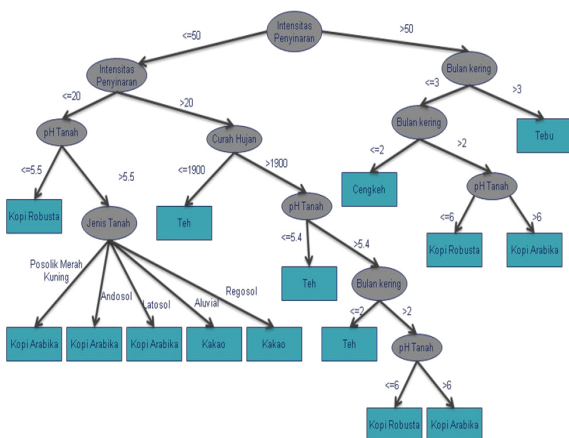 Intensitas
Penyinaran
<=50
>50
Intensitas
Penyinaran
Bulan kering
<=20
>20
<=3
>3
pH Tanah
Curah Hujan
Bulan kering
Tebu
<=5.5
>5.5
<=1900
>1900
<=2
>2
Kopi Robusta
Jenis Tanah
Teh
pH Tanah
Cengkeh
pH Tanah
<=6
>6
Kopi Robusta
Kopi Arabika
<=5.4
>5.4
Posolik Merah
Kuning
Andosol
Latosol
Aluvial
Regosol
Teh
Bulan kering
<=2
>2
Kopi Arabika
Kopi Arabika
Kopi Arabika
Kakao
Kakao
Teh
pH Tanah
<=6
>6
Kopi Robusta
Kopi Arabika